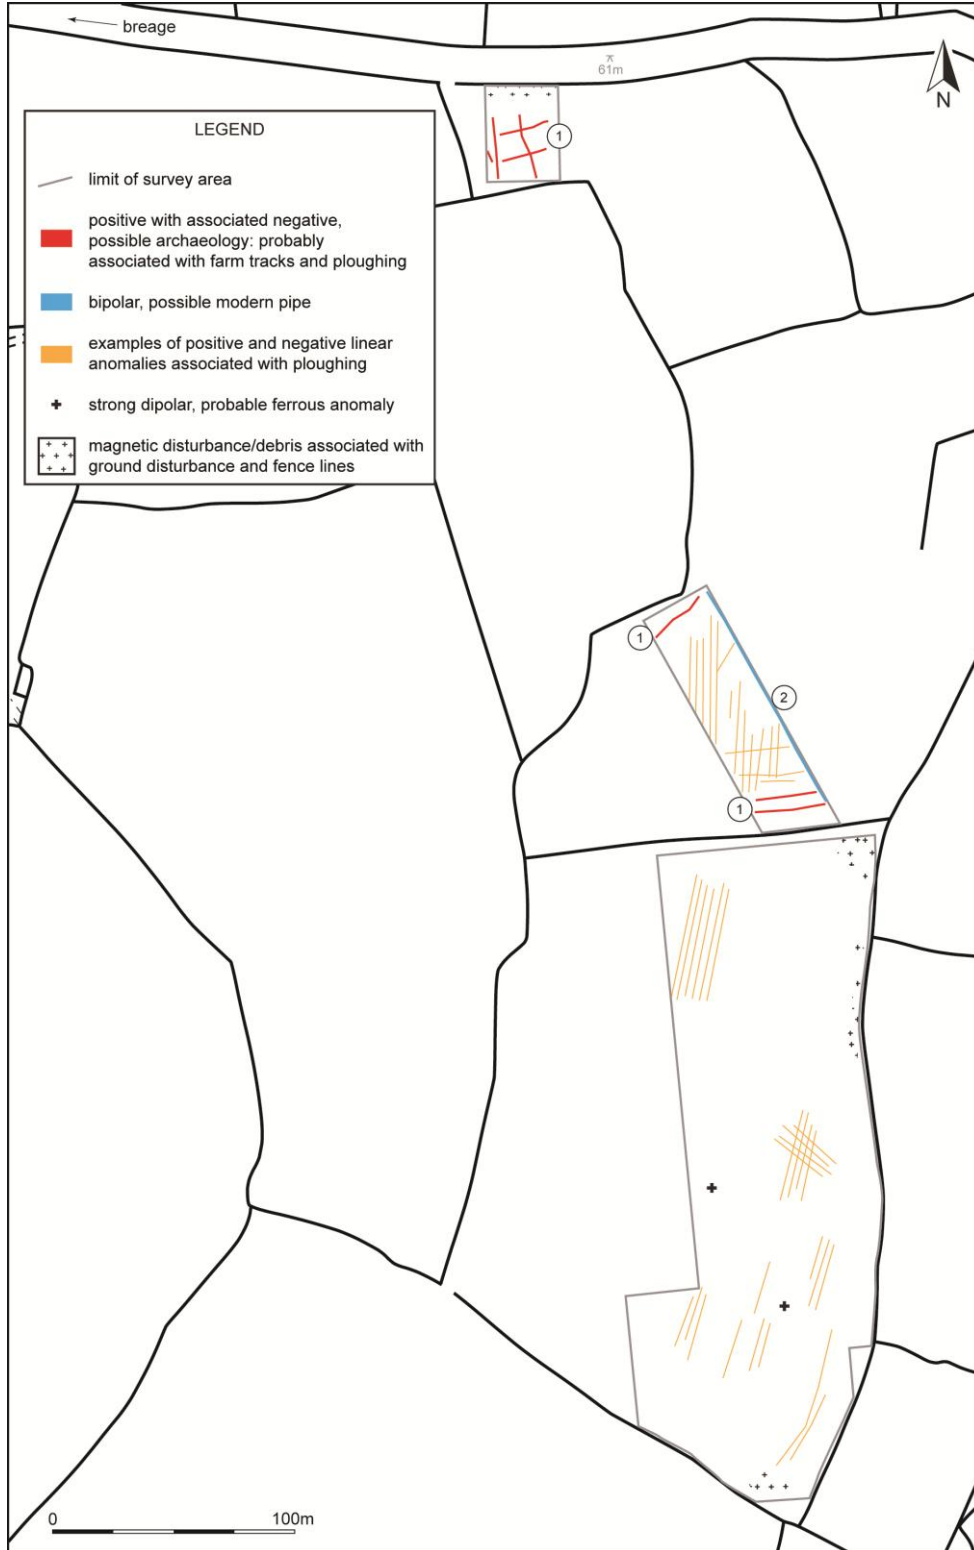 breage
61m
N
LEGEND
limit of survey area
positive with associated negative,
possible archaeology: probably
associated with farm tracks and ploughing
bipolar, possible modern pipe
examples of positive and negative linear
anomalies associated with ploughing
strong dipolar, probable ferrous anomaly
magnetic disturbance/debris associated with
ground disturbance and fence lines
1
1
2
1
0
100m